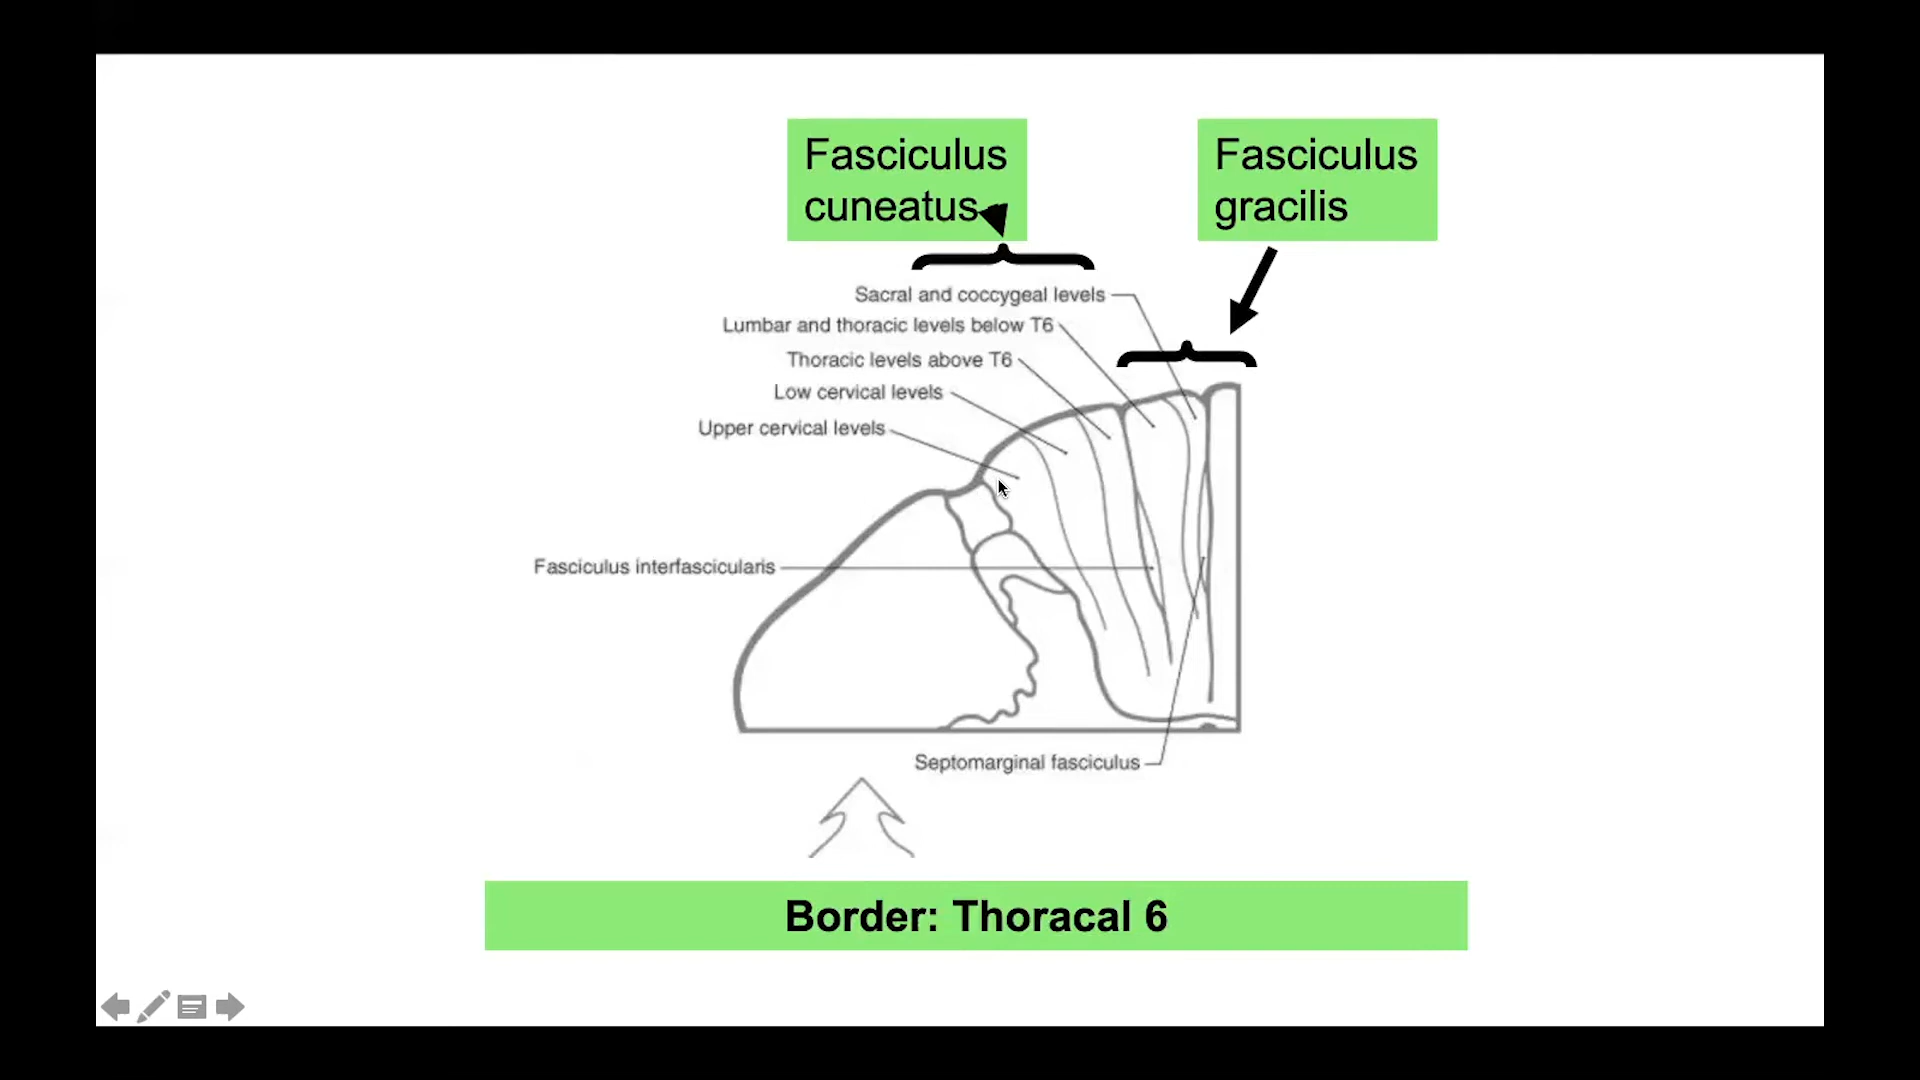 Fasciculus
cuneatus
Fasciculus
gracilis
Sacral and coccygeal levels
Lumbar and thoracic levels below T6
Thoracic levels above T6
Low cervical levels
Upper cervical levels
Fasciculus interfascicularis
Septomarginal fasciculus
Border: Thoracal 6